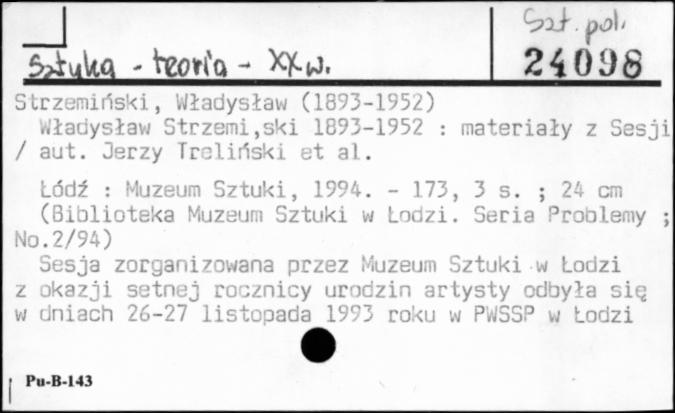 Szt. pol.
Sztuka - teoria - XX w.
24098
Strzemiński, Władysław (1893-1952)
Władysław Strzemi,ski 1893-1952 : materiały z Sesji
/ aut. Jerzy Treliński et al.
Łódź : Muzeum Sztuki, 1994. - 173, 3 s. ; 24 cm
(Biblioteka Muzeum Sztuki w Łodzi. Seria Problemy ;
No.2/94)
Sesja zorganizowana przez Muzeum Sztuki w Łodzi
z okazji setnej rocznicy urodzin artysty odbyła się
w dniach 26-27 listopada 1993 roku w PWSSP w Łodzi
Pu-B-143